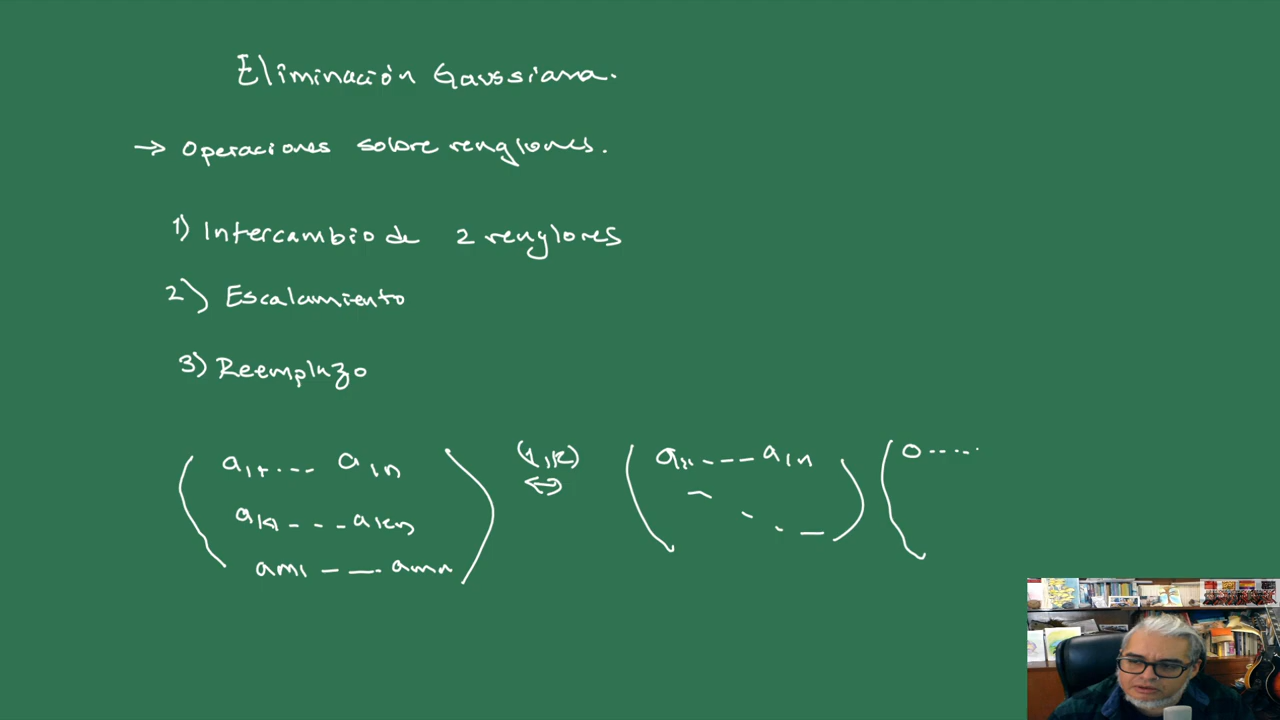 Eliminación Gaussiana.
→ Operaciones sobre renglones.
1) Intercambio de 2 renglones
2) Escalamiento
3) Reemplazo
a11 ... a1n (1,k) a11 --- a1n 0.....
ak1 - - - akn ⇔
am1 - - - amn